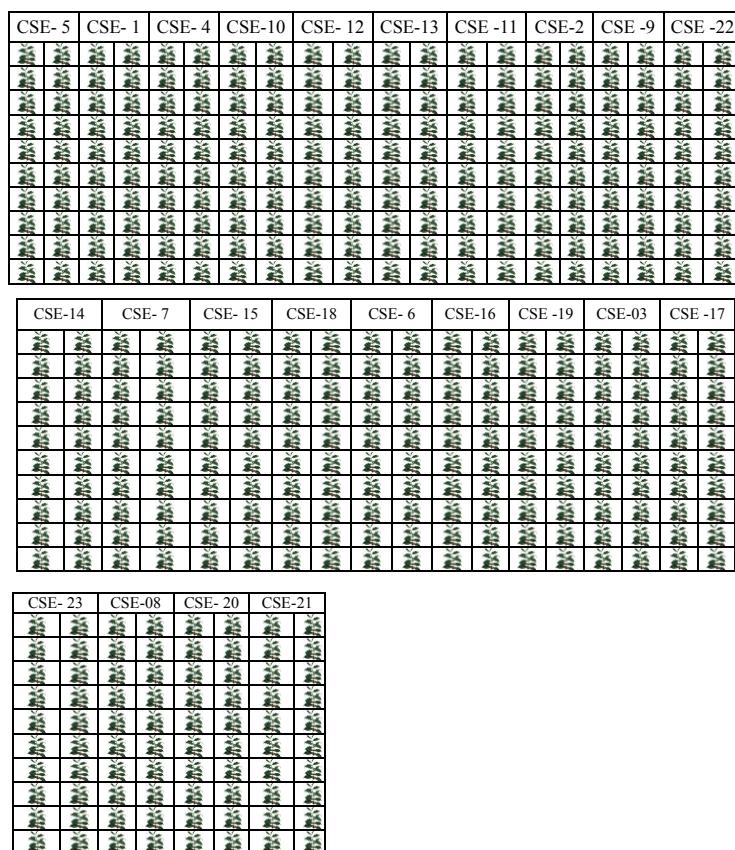 CSE- 5 CSE- 1 CSE- 4 CSE-10 CSE- 12 CSE-13 CSE -11 CSE-2 CSE -9 CSE -22
CSE-14 CSE- 7 CSE- 15 CSE-18 CSE- 6 CSE-16 CSE -19 CSE-03 CSE -17
CSE- 23 CSE-08 CSE- 20 CSE-21